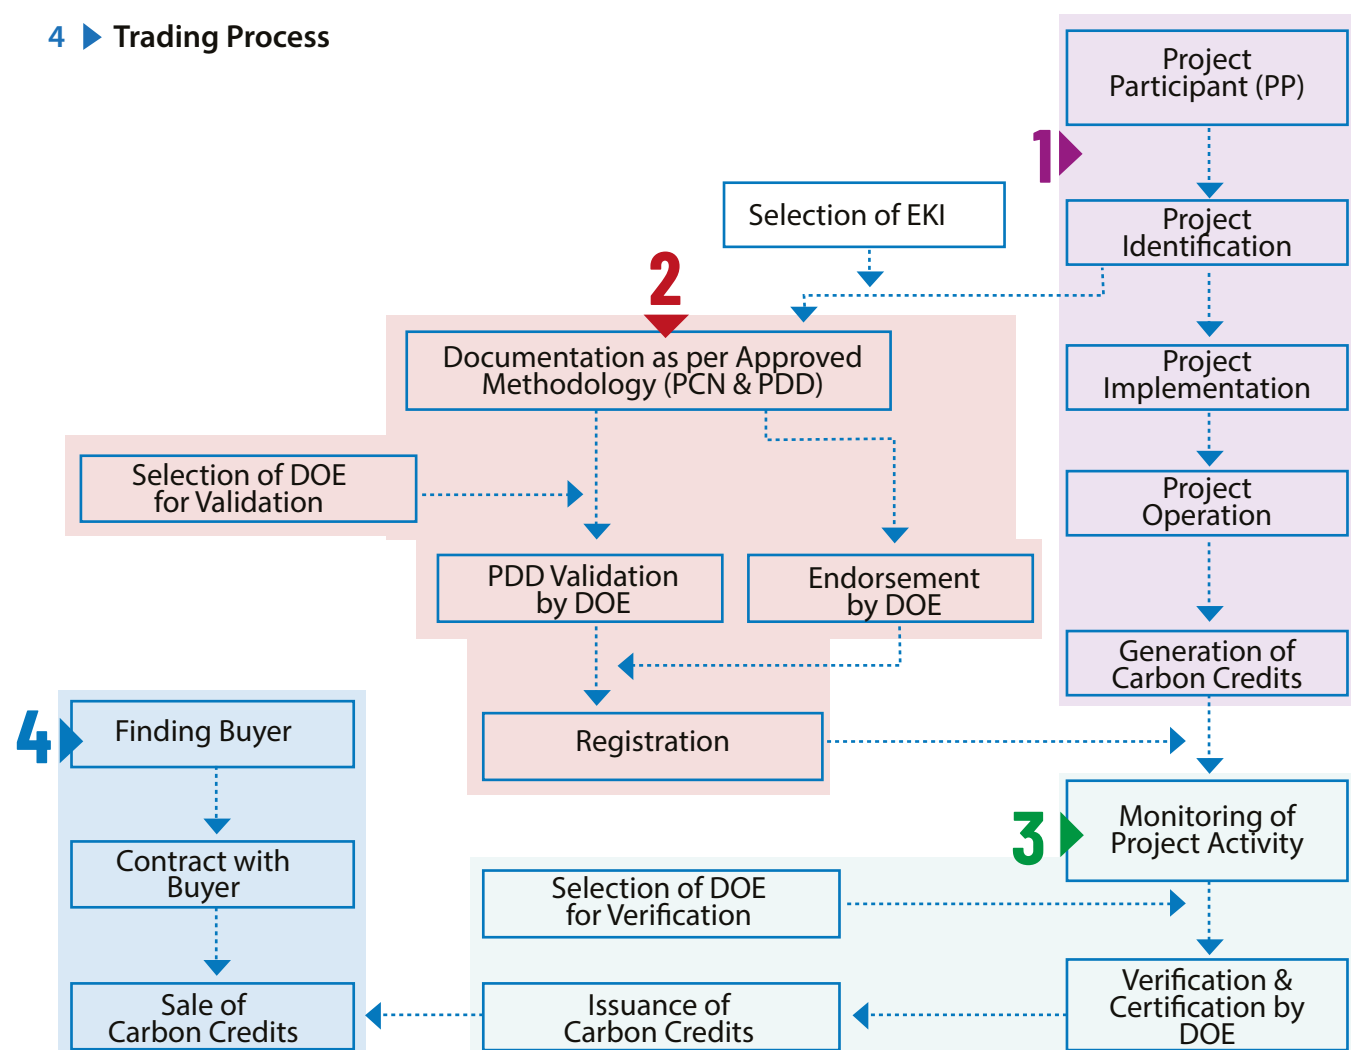 4 Trading Process
Project
Participant (PP)
1
Selection of EKI
Project
Identification
2
Documentation as per Approved
Methodology (PCN & PDD)
Project
Implementation
Selection of DOE
for Validation
Project
Operation
PDD Validation
by DOE
Endorsement
by DOE
Generation of
Carbon Credits
4
Finding Buyer
Registration
3
Monitoring of
Project Activity
Contract with
Buyer
Selection of DOE
for Verification
Sale of
Carbon Credits
Issuance of
Carbon Credits
Verification &
Certification by
DOE